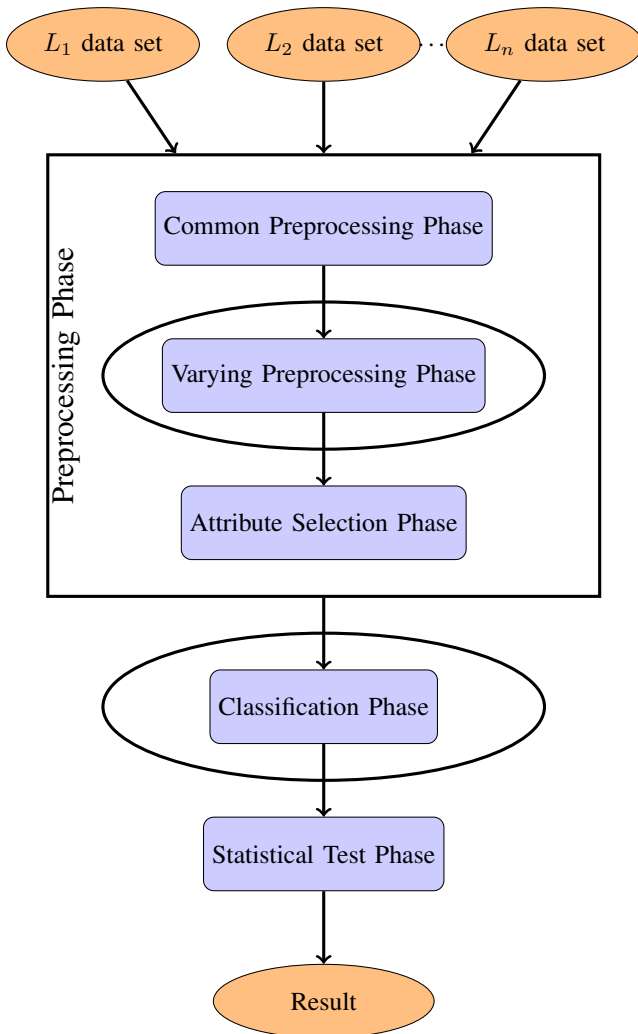 L₁ data set
L₂ data set
···
Lₙ data set
Preprocessing Phase
Common Preprocessing Phase
Varying Preprocessing Phase
Attribute Selection Phase
Classification Phase
Statistical Test Phase
Result